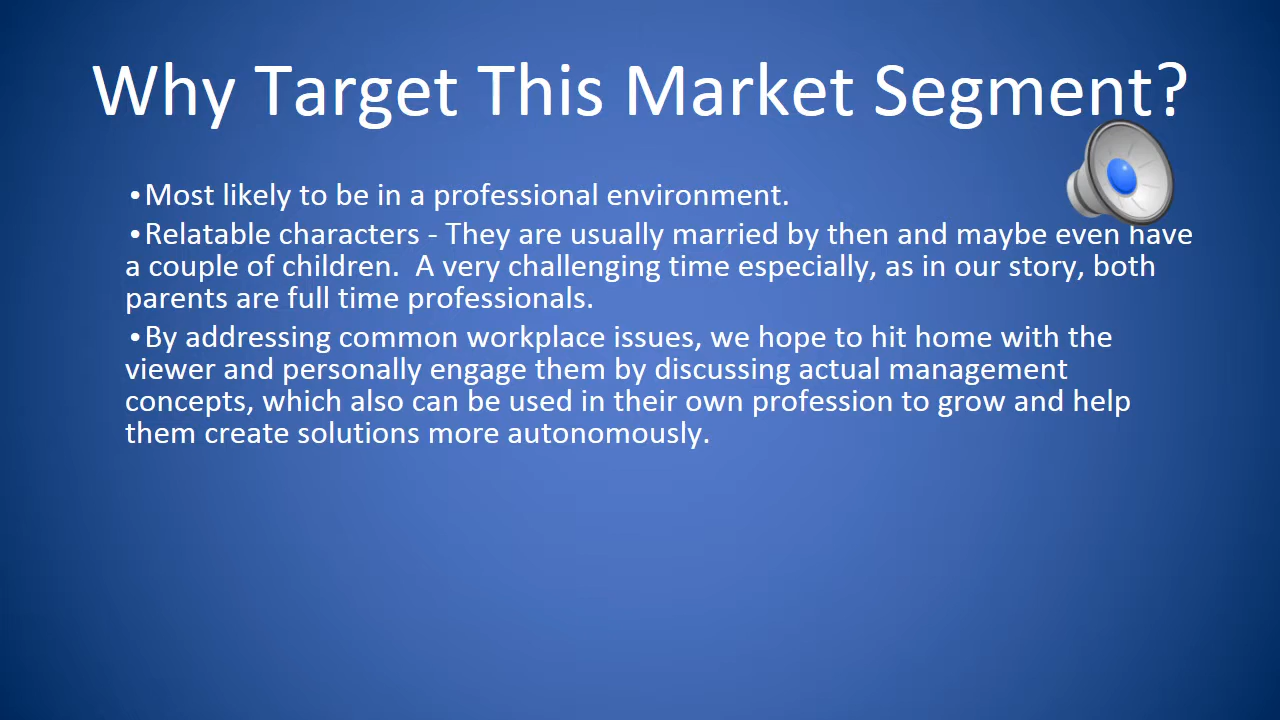 Why Target This Market Segment?
•Most likely to be in a professional environment.
•Relatable characters - They are usually married by then and maybe even have
a couple of children.  A very challenging time especially, as in our story, both
parents are full time professionals.
•By addressing common workplace issues, we hope to hit home with the
viewer and personally engage them by discussing actual management
concepts, which also can be used in their own profession to grow and help
them create solutions more autonomously.